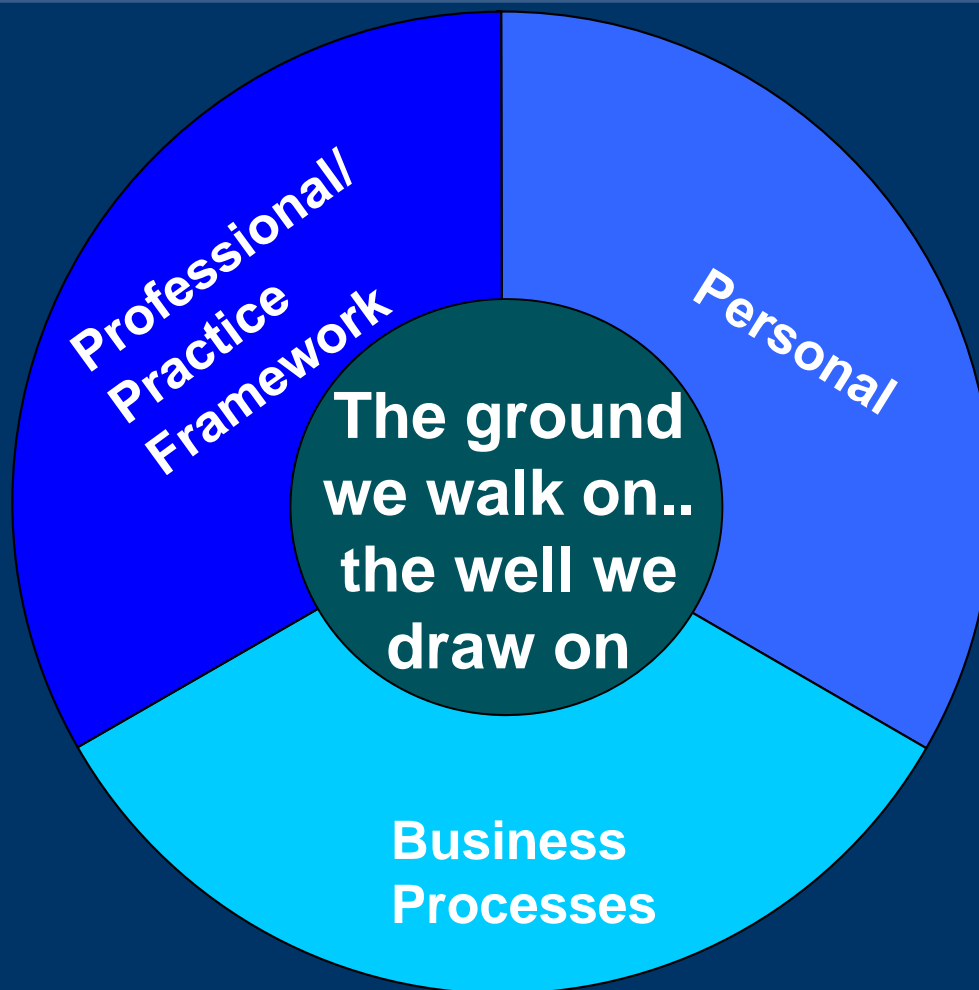 Professional/
Practice
Framework
Personal
The ground
we walk on..
the well we
draw on
Business
Processes